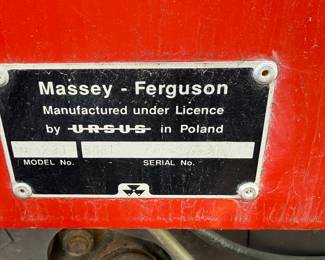 Massey - Ferguson
Manufactured under Licence
by URSUS in Poland
MODEL No. SERIAL No.